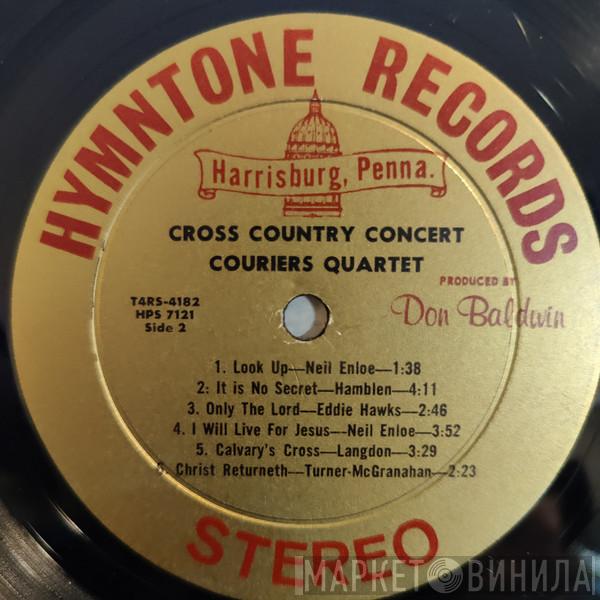 HYMNTONE RECORDS
Harrisburg, Penna.
CROSS COUNTRY CONCERT
COURIERS QUARTET
PRODUCED BY
Don Baldwin
T4RS-4182
HPS 7121
Side 2
1. Look Up—Neil Enloe—1:38
2: It is No Secret—Hamblen—4:11
3. Only The Lord—Eddie Hawks—2:46
4. I Will Live For Jesus—Neil Enloe—3:52
5. Calvary's Cross—Langdon—3:29
6. Christ Returneth—Turner-McGranahan—2:23
STEREO
МАРКЕТ ВИНИЛА